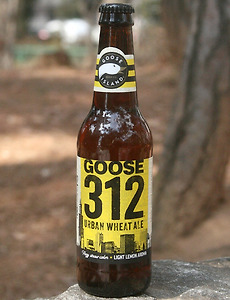 GOOSE
ISLAND
GOOSE
312
URBAN WHEAT ALE
LIGHT LEMON AROMA